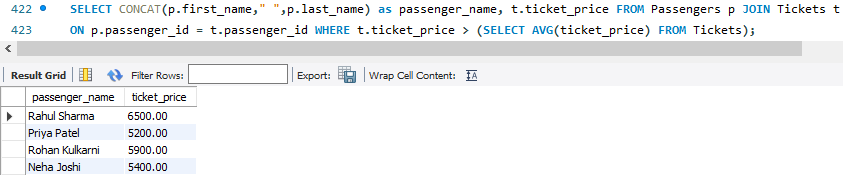 422 SELECT CONCAT(p.first_name," ",p.last_name) as passenger_name, t.ticket_price FROM Passengers p JOIN Tickets t
423 ON p.passenger_id = t.passenger_id WHERE t.ticket_price > (SELECT AVG(ticket_price) FROM Tickets);
Result Grid Filter Rows: Export: Wrap Cell Content:
passenger_name ticket_price
Rahul Sharma 6500.00
Priya Patel 5200.00
Rohan Kulkarni 5900.00
Neha Joshi 5400.00